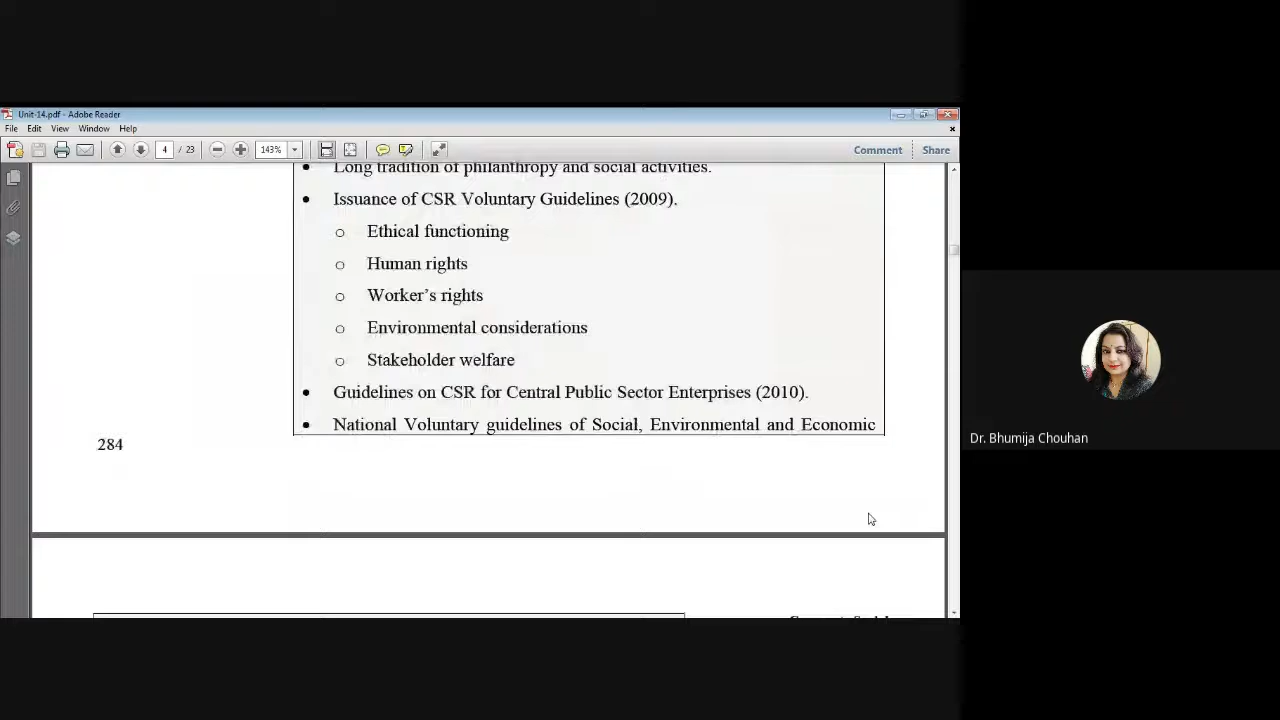 Unit-14.pdf - Adobe Reader
File Edit View Window Help
4 / 23 143% Comment Share
• Long tradition of philanthropy and social activities.
• Issuance of CSR Voluntary Guidelines (2009).
o Ethical functioning
o Human rights
o Worker's rights
o Environmental considerations
o Stakeholder welfare
• Guidelines on CSR for Central Public Sector Enterprises (2010).
• National Voluntary guidelines of Social, Environmental and Economic
284
Dr. Bhumija Chouhan